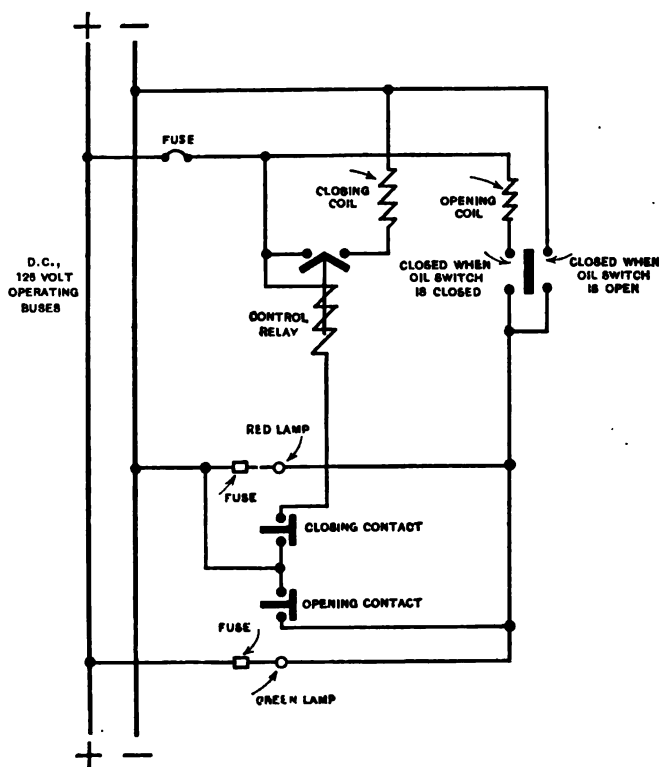 + −
FUSE
CLOSING
COIL
OPENING
COIL
D.C.,
125 VOLT
OPERATING
BUSES
CLOSED WHEN
OIL SWITCH
IS CLOSED
CLOSED WHEN
OIL SWITCH
IS OPEN
CONTROL
RELAY
RED LAMP
FUSE
CLOSING CONTACT
OPENING CONTACT
FUSE
GREEN LAMP
+ −